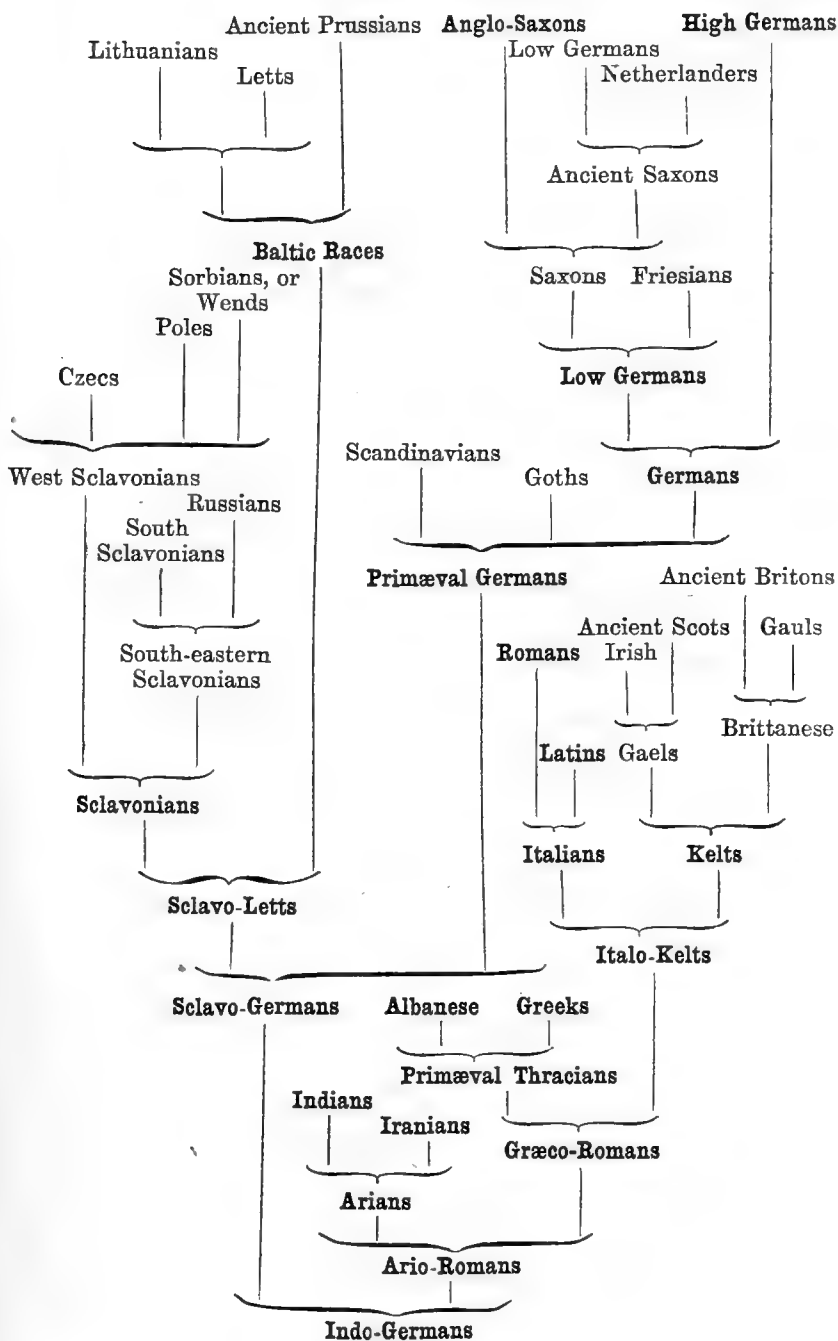 Ancient Prussians
Anglo-Saxons
High Germans
Lithuanians
Low Germans
Letts
Netherlanders
Ancient Saxons
Baltic Races
Sorbians, or
Wends
Saxons
Friesians
Poles
Czecs
Low Germans
West Sclavonians
Scandinavians
Goths
Germans
Russians
South
Sclavonians
Primæval Germans
Ancient Britons
South-eastern
Sclavonians
Romans
Ancient Scots
Irish
Gauls
Latins
Gaels
Brittanese
Sclavonians
Italians
Kelts
Sclavo-Letts
Italo-Kelts
Sclavo-Germans
Albanese
Greeks
Primæval Thracians
Indians
Iranians
Græco-Romans
Arians
Ario-Romans
Indo-Germans